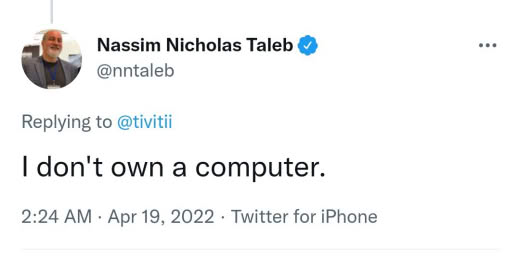 Nassim Nicholas Taleb
@nntaleb
Replying to @tivitii
I don't own a computer.
2:24 AM · Apr 19, 2022 · Twitter for iPhone